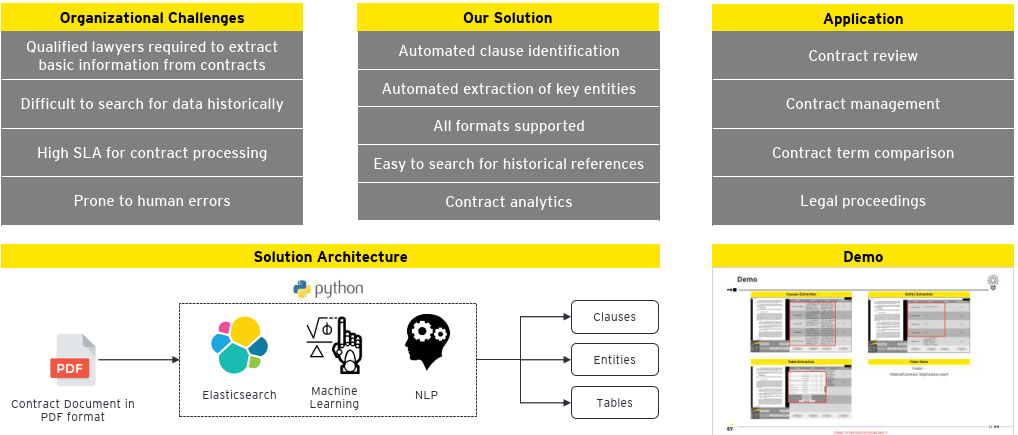 Organizational Challenges
Qualified lawyers required to extract
basic information from contracts
Difficult to search for data historically
High SLA for contract processing
Prone to human errors
Our Solution
Automated clause identification
Automated extraction of key entities
All formats supported
Easy to search for historical references
Contract analytics
Application
Contract review
Contract management
Contract term comparison
Legal proceedings
Solution Architecture
python
PDF
Contract Document in
PDF format
Elasticsearch
Machine
Learning
NLP
Clauses
Entities
Tables
Demo
Demo
Clause Extraction
Entity Extraction
Table Extraction
Video Demo
EY